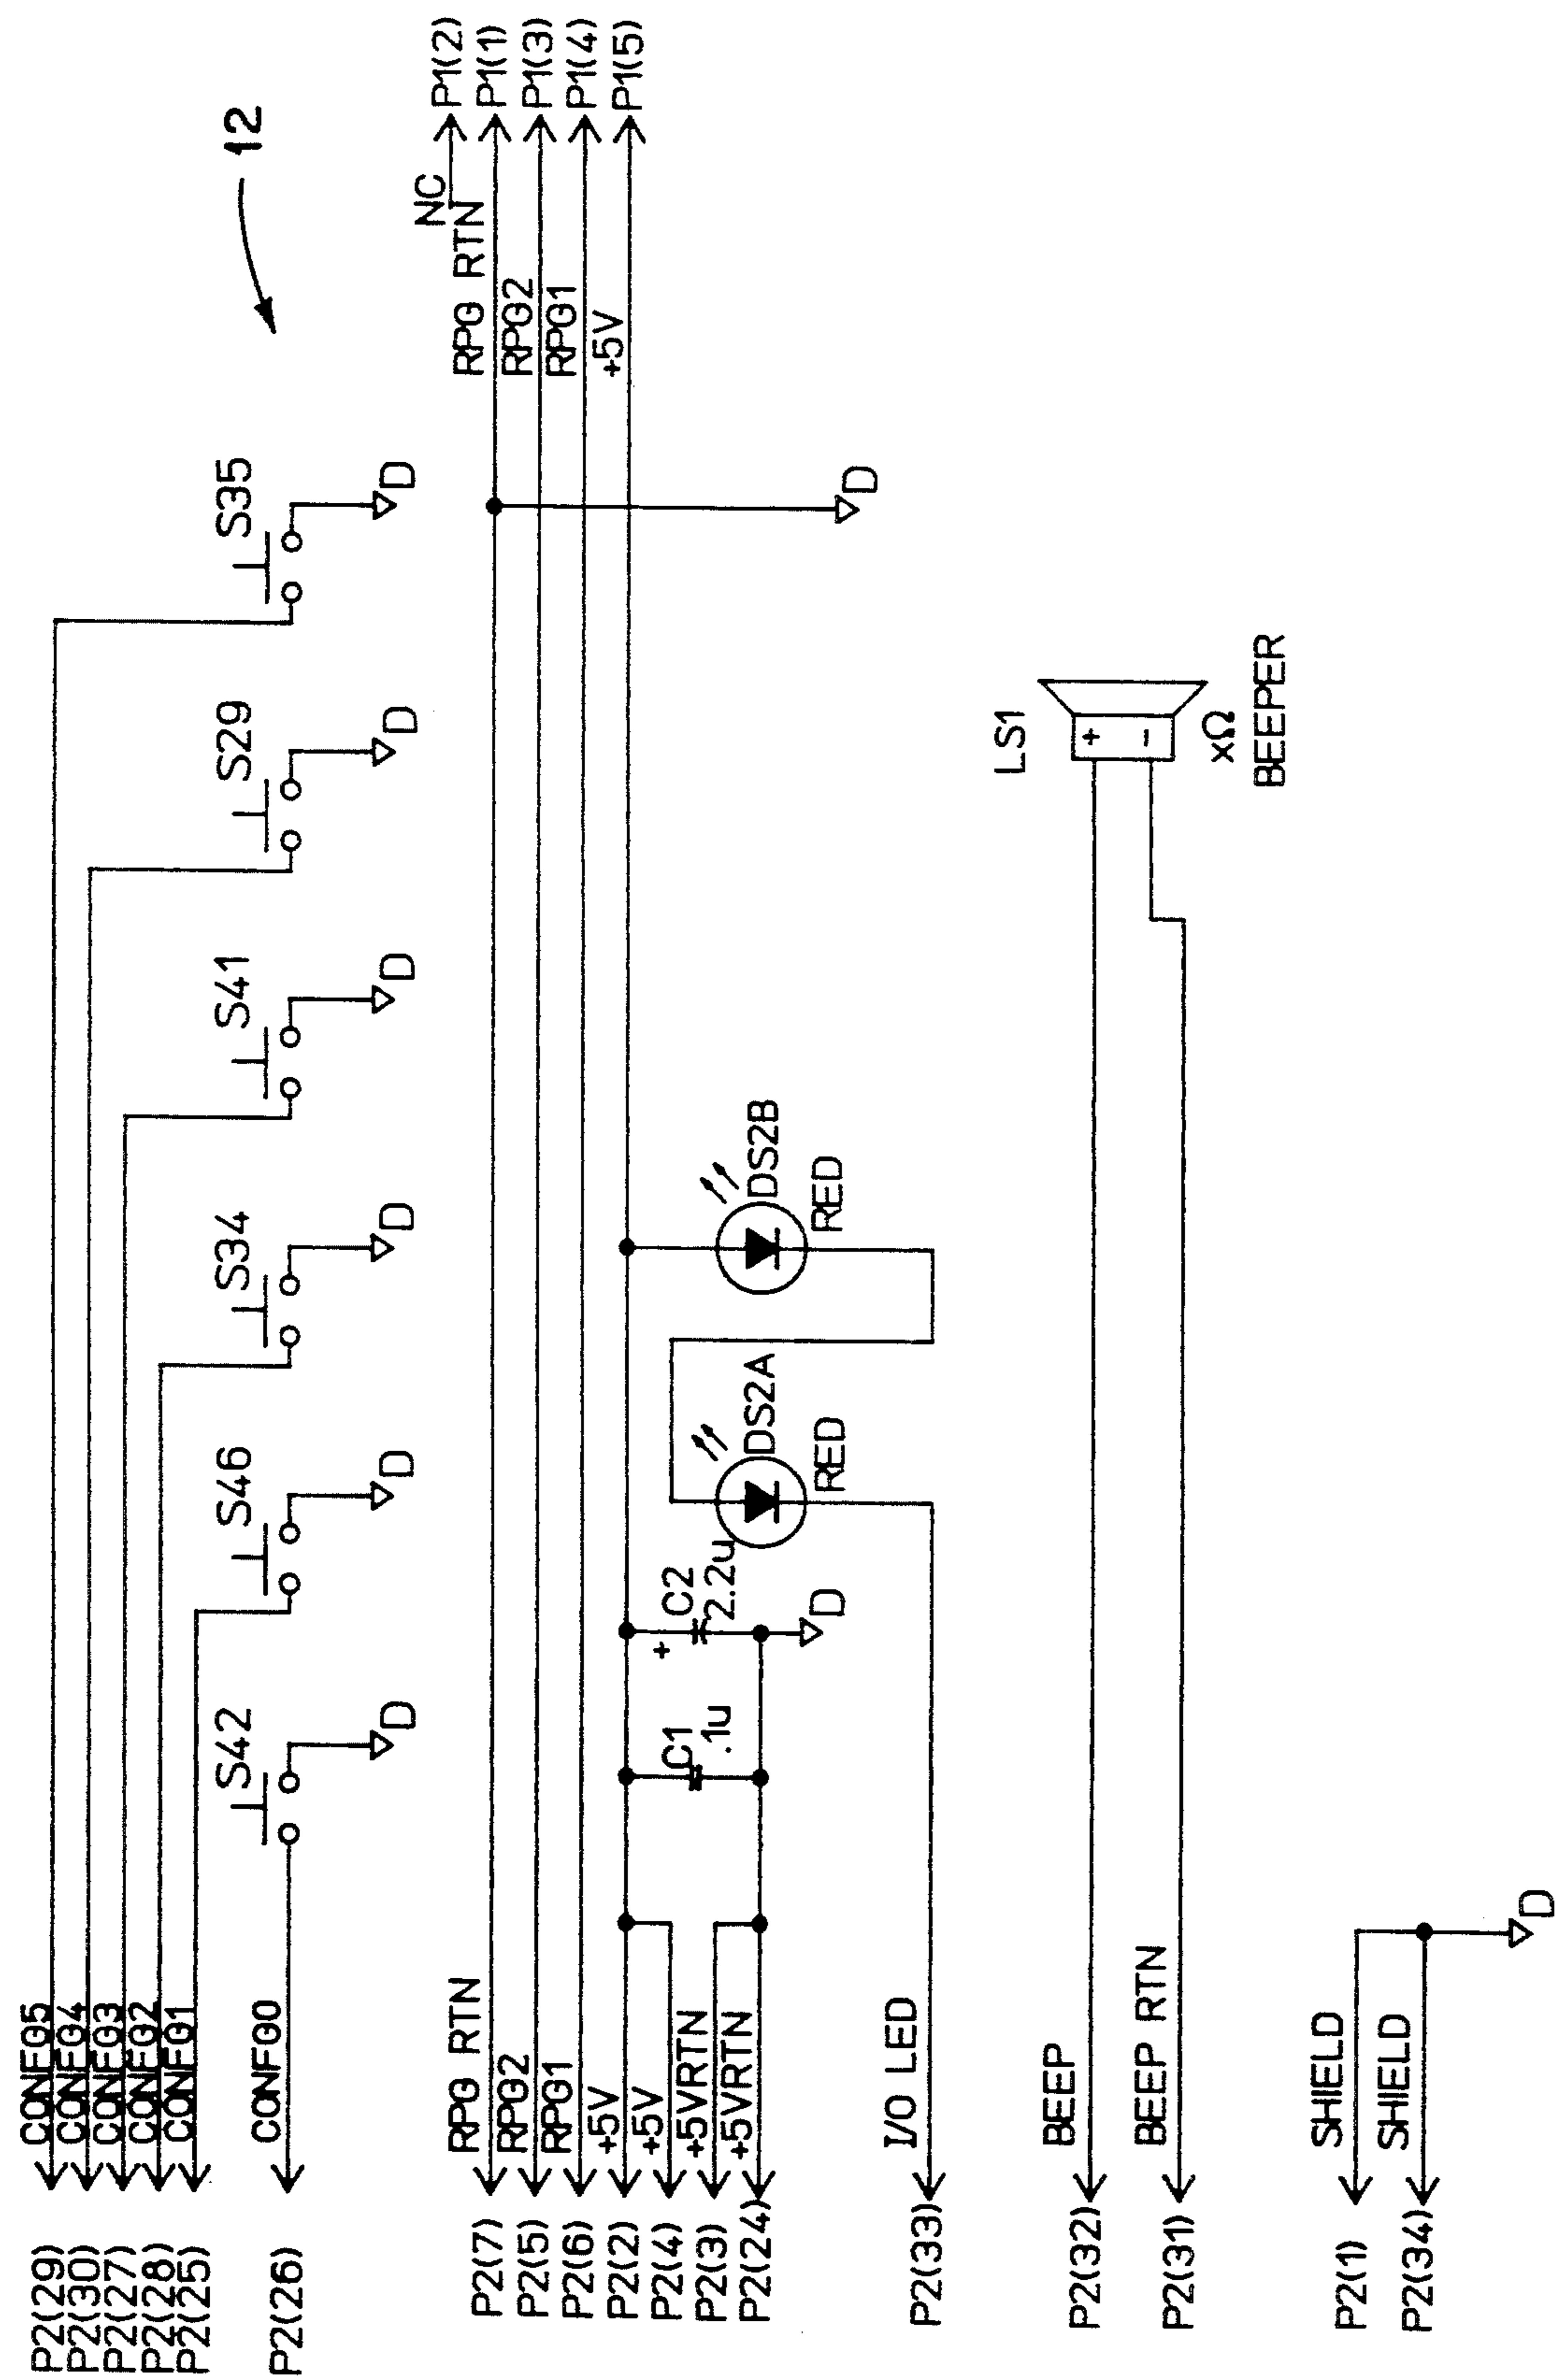 12
P2(29)
CONFG5
S35
D
P2(30)
CONFG4
S29
D
P2(27)
CONFG3
S41
D
P2(28)
CONFG2
S34
D
P2(25)
CONFG1
S46
D
P2(26)
CONFG0
S42
D
NC
P1(2)
P2(7)
RPG RTN
RPG RTN
P1(1)
P2(5)
RPG2
RPG2
P1(3)
P2(6)
RPG1
RPG1
P1(4)
P2(2)
+5V
+5V
P1(5)
P2(4)
+5V
P2(3)
+5VRTN
P2(24)
+5VRTN
C1
.1u
+
C2
2.2u
D
DS2A
RED
DS2B
RED
D
P2(33)
I/O LED
LS1
P2(32)
BEEP
+
P2(31)
BEEP RTN
-
xΩ
BEEPER
P2(1)
SHIELD
P2(34)
SHIELD
D